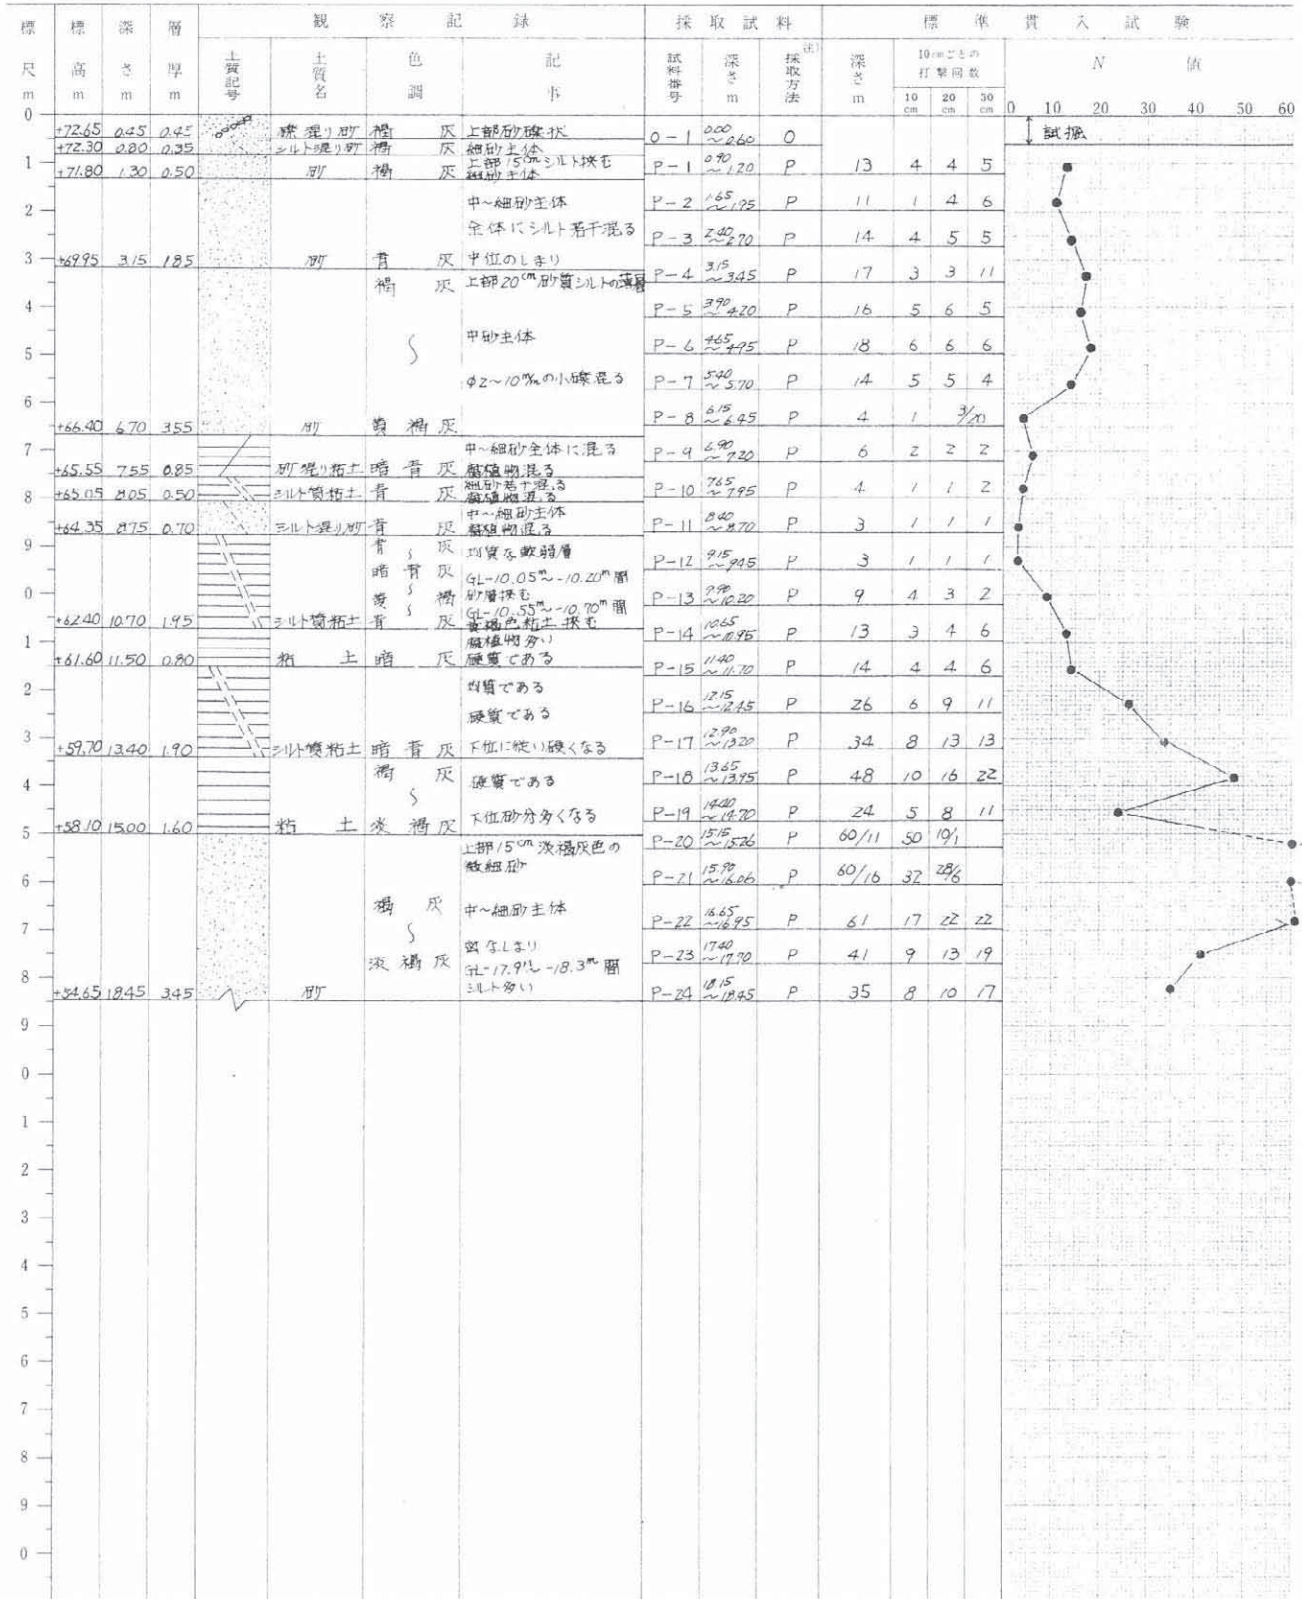 標尺 m 標高 m 深さ m 層厚 m 観察記録 採取試料 標準貫入試験
土質記号 土質名 色調 記事 試料番号 深さ m 採取方法 注) 深さ m 10cmごとの打撃回数 N値
10cm 20cm 30cm 0 10 20 30 40 50 60
0
+72.65 0.45 0.45 礫混り砂 褐灰 上部砂礫状
O-1 0.00~0.60 O 試掘
+72.30 0.80 0.35 シルト混り砂 褐灰 細砂主体
1
+71.80 1.30 0.50 砂 褐灰 上部15cmシルト挟む 細砂主体
P-1 0.90~1.20 P 13 4 4 5
2
中~細砂主体
P-2 1.65~1.95 P 11 1 4 6
全体にシルト若干混る
P-3 2.40~2.70 P 14 4 5 5
3
+69.95 3.15 1.85 砂 青灰 中位のしまり
褐灰 上部20cm砂質シルトの薄層
P-4 3.15~3.45 P 17 3 3 11
4
P-5 3.90~4.20 P 16 5 6 5
中砂主体
5
P-6 4.65~4.95 P 18 6 6 6
φ2~10m/mの小礫混る
P-7 5.40~5.70 P 14 5 5 4
6
P-8 6.15~6.45 P 4 1 3/20
+66.40 6.70 3.55 砂 黄褐灰
7
中~細砂全体に混る
P-9 6.90~7.20 P 6 2 2 2
+65.55 7.55 0.85 砂混り粘土 暗青灰 腐植物混る
8
+65.05 8.05 0.50 シルト質粘土 青灰 細砂若干混る 腐植物混る
P-10 7.65~7.95 P 4 1 1 2
+64.35 8.75 0.70 シルト混り砂 青灰 中~細砂主体 腐植物混る
P-11 8.40~8.70 P 3 1 1 1
9
青灰 均質な軟弱層
P-12 9.15~9.45 P 3 1 1 1
暗青灰 GL-10.05m~-10.20m間
0
黄褐 砂層挟む
P-13 9.90~10.20 P 9 4 3 2
GL-10.55m~-10.70m間
+62.40 10.70 1.95 シルト質粘土 青灰 黄褐色粘土挟む
P-14 10.65~10.95 P 13 3 4 6
1
腐植物多い
+61.60 11.50 0.80 粘土 暗灰 硬質である
P-15 11.40~11.70 P 14 4 4 6
2
均質である
P-16 12.15~12.45 P 26 6 9 11
硬質である
3
+59.70 13.40 1.90 シルト質粘土 暗青灰 下位に従い硬くなる
P-17 12.90~13.20 P 34 8 13 13
褐灰 硬質である
P-18 13.65~13.95 P 48 10 16 22
4
下位砂分多くなる
P-19 14.40~14.70 P 24 5 8 11
+58.10 15.00 1.60 粘土 淡褐灰
5
P-20 15.15~15.26 P 60/11 50 10/1
上部15cm淡褐灰色の
微細砂
6
P-21 15.90~16.06 P 60/16 32 28/6
褐灰 中~細砂主体
P-22 16.65~16.95 P 61 17 22 22
7
密なしまり
淡褐灰 GL-17.9m~-18.3m間
P-23 17.40~17.70 P 41 9 13 19
8
シルト多い
+54.65 18.45 3.45 砂
P-24 18.15~18.45 P 35 8 10 17
9
0
1
2
3
4
5
6
7
8
9
0